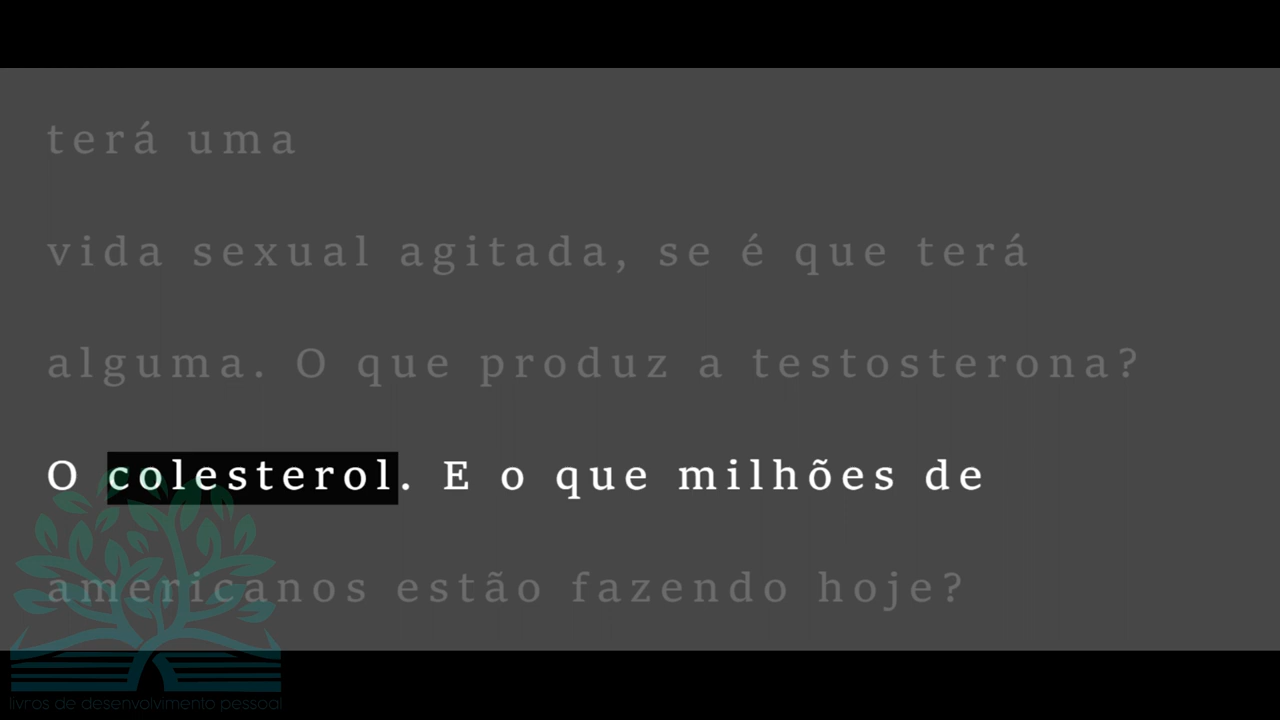 terá uma
vida sexual agitada, se é que terá
alguma. O que produz a testosterona?
O colesterol. E o que milhões de
americanos estão fazendo hoje?
livros de desenvolvimento pessoal